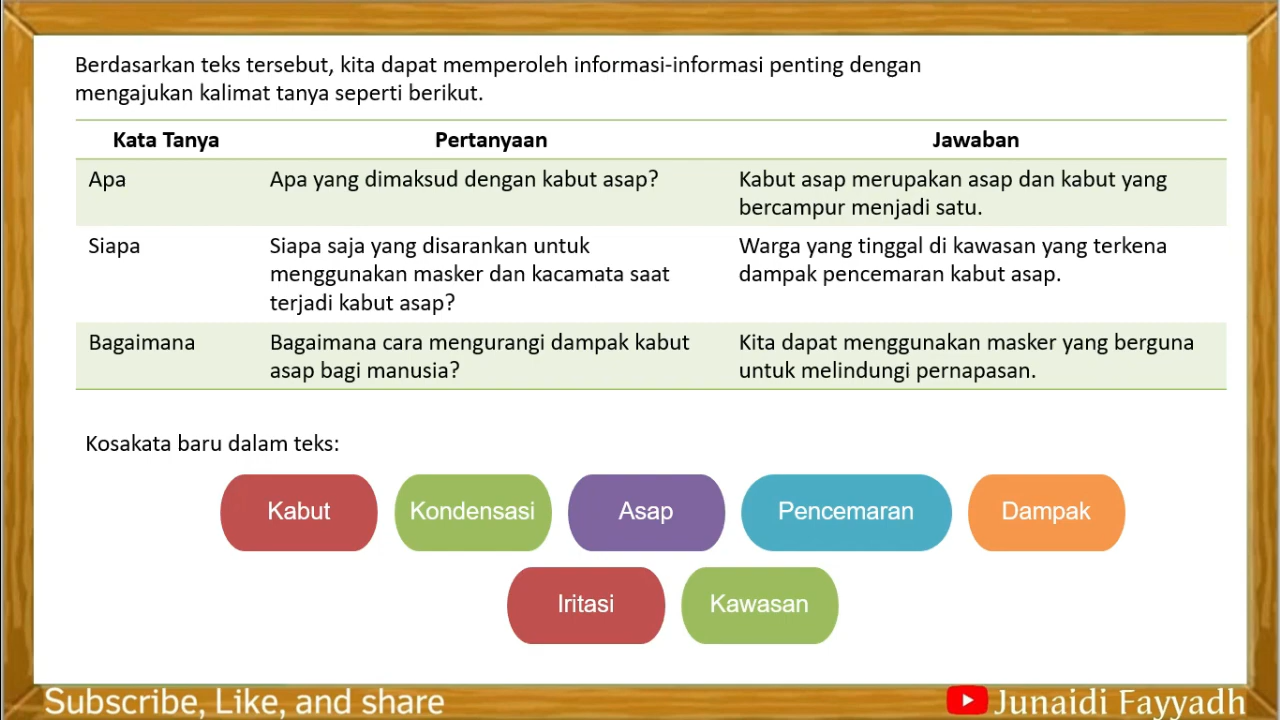 Berdasarkan teks tersebut, kita dapat memperoleh informasi-informasi penting dengan
mengajukan kalimat tanya seperti berikut.
Kata Tanya Pertanyaan Jawaban
Apa Apa yang dimaksud dengan kabut asap? Kabut asap merupakan asap dan kabut yang
bercampur menjadi satu.
Siapa Siapa saja yang disarankan untuk Warga yang tinggal di kawasan yang terkena
menggunakan masker dan kacamata saat dampak pencemaran kabut asap.
terjadi kabut asap?
Bagaimana Bagaimana cara mengurangi dampak kabut Kita dapat menggunakan masker yang berguna
asap bagi manusia? untuk melindungi pernapasan.
Kosakata baru dalam teks:
Kabut Kondensasi Asap Pencemaran Dampak
Iritasi Kawasan
Subscribe, Like, and share Junaidi Fayyadh